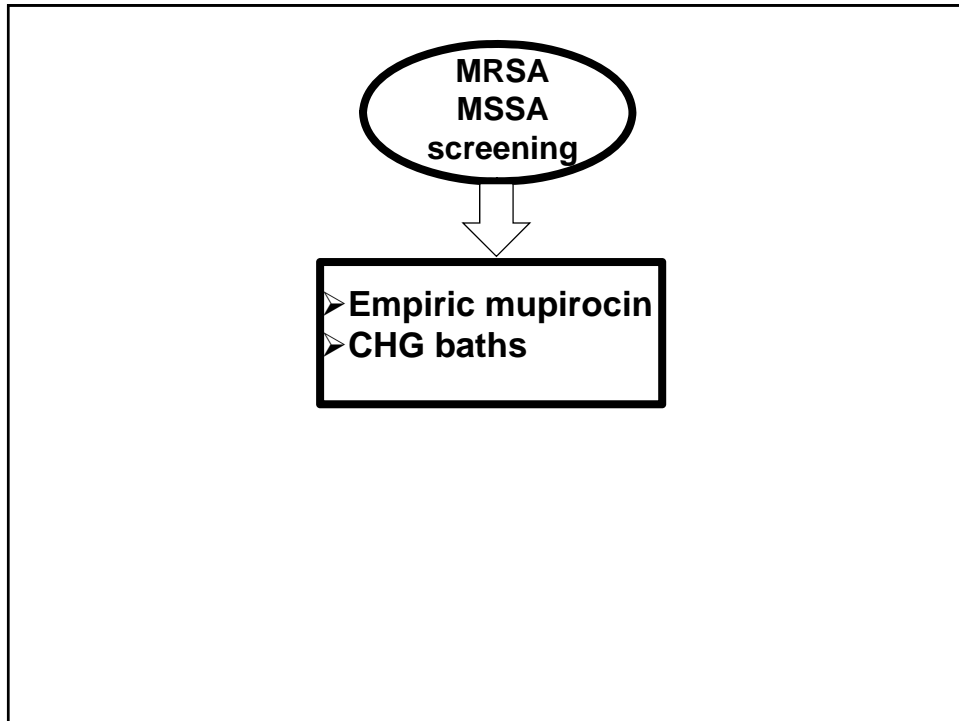 MRSA
MSSA
screening
➢Empiric mupirocin
➢CHG baths